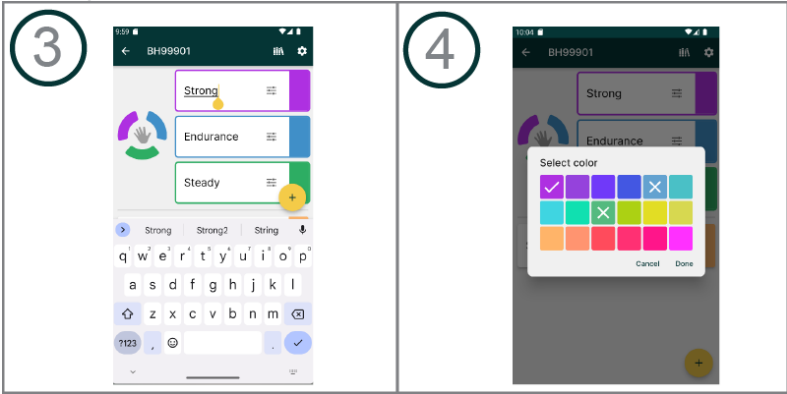 3
9:59
BH99901
Strong
Endurance
Steady
+
Strong Strong2 String
q w e r t y u i o p
a s d f g h j k l
z x c v b n m
?123 , .
4
10:04
BH99901
Strong
Endurance
Select color
Cancel Done
+